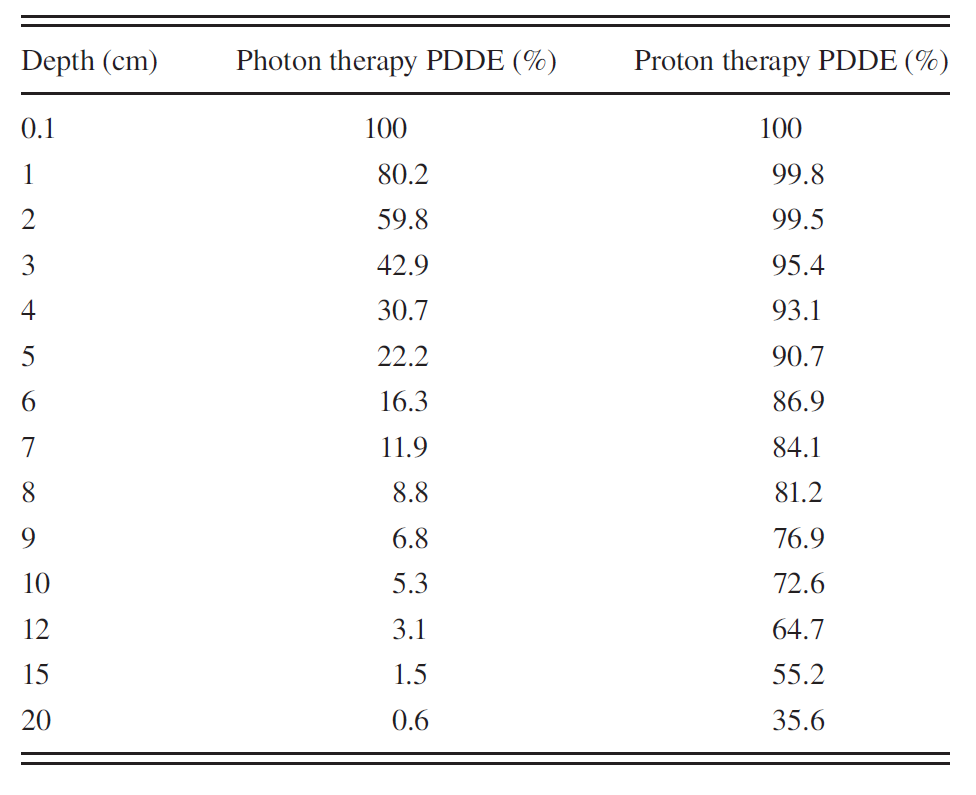 Depth (cm) Photon therapy PDDE (%) Proton therapy PDDE (%)
0.1 100 100
1 80.2 99.8
2 59.8 99.5
3 42.9 95.4
4 30.7 93.1
5 22.2 90.7
6 16.3 86.9
7 11.9 84.1
8 8.8 81.2
9 6.8 76.9
10 5.3 72.6
12 3.1 64.7
15 1.5 55.2
20 0.6 35.6